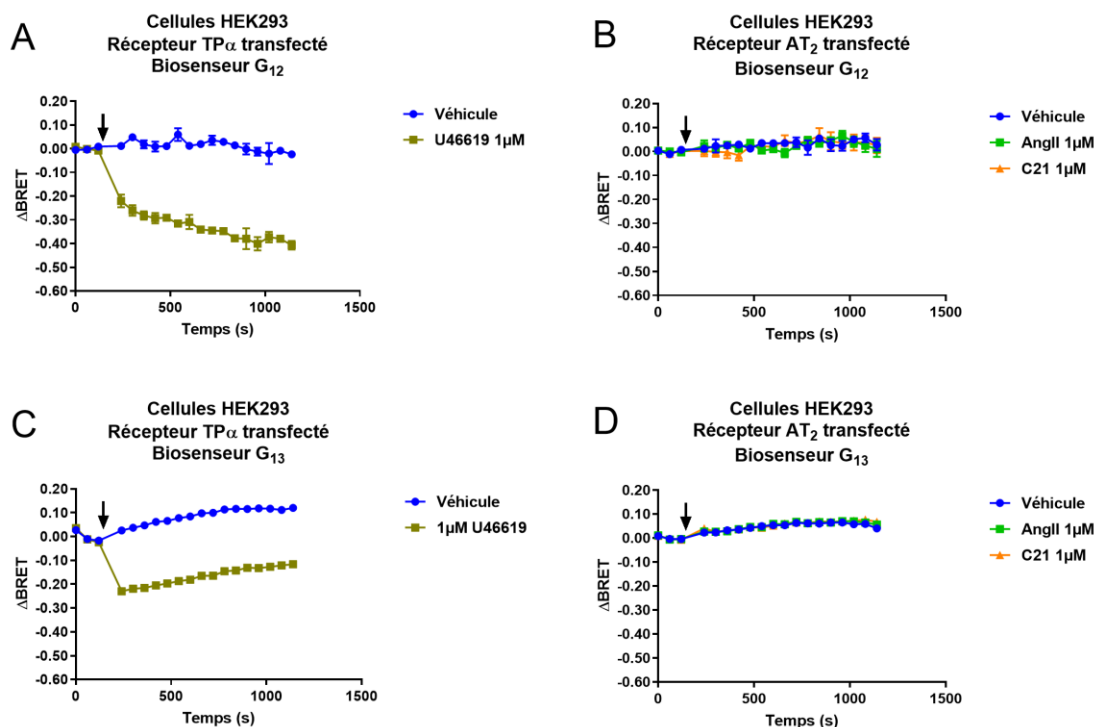 A
Cellules HEK293
Récepteur TPα transfecté
Biosenseur G12
0.20
0.10
0.00
-0.10
-0.20
-0.30
-0.40
-0.50
-0.60
ΔBRET
0
500
1000
1500
Temps (s)
Véhicule
U46619 1µM
B
Cellules HEK293
Récepteur AT2 transfecté
Biosenseur G12
0.20
0.10
0.00
-0.10
-0.20
-0.30
-0.40
-0.50
-0.60
ΔBRET
0
500
1000
1500
Temps (s)
Véhicule
AngII 1µM
C21 1µM
C
Cellules HEK293
Récepteur TPα transfecté
Biosenseur G13
0.20
0.10
0.00
-0.10
-0.20
-0.30
-0.40
-0.50
-0.60
ΔBRET
0
500
1000
1500
Temps (s)
Véhicule
1µM U46619
D
Cellules HEK293
Récepteur AT2 transfecté
Biosenseur G13
0.20
0.10
0.00
-0.10
-0.20
-0.30
-0.40
-0.50
-0.60
ΔBRET
0
500
1000
1500
Temps (s)
Véhicule
AngII 1µM
C21 1µM